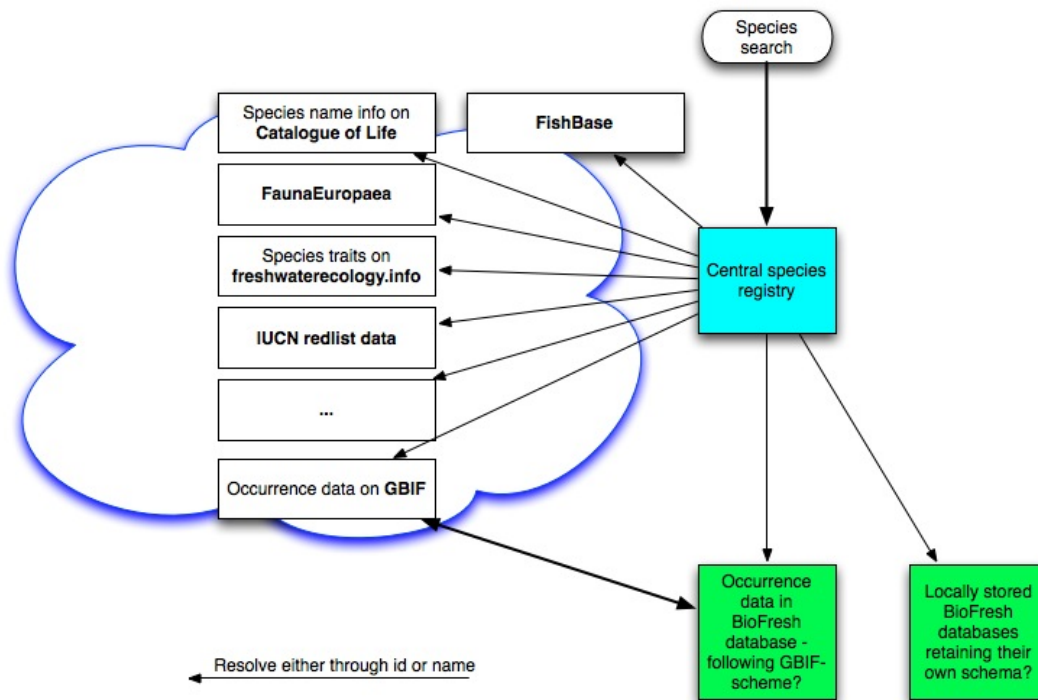 Species
search
Species name info on
Catalogue of Life
FishBase
FaunaEuropaea
Species traits on
freshwaterecology.info
Central species
registry
IUCN redlist data
...
Occurrence data on GBIF
Occurrence
data in
BioFresh
database -
following GBIF-
scheme?
Locally stored
BioFresh
databases
retaining their
own schema?
Resolve either through id or name